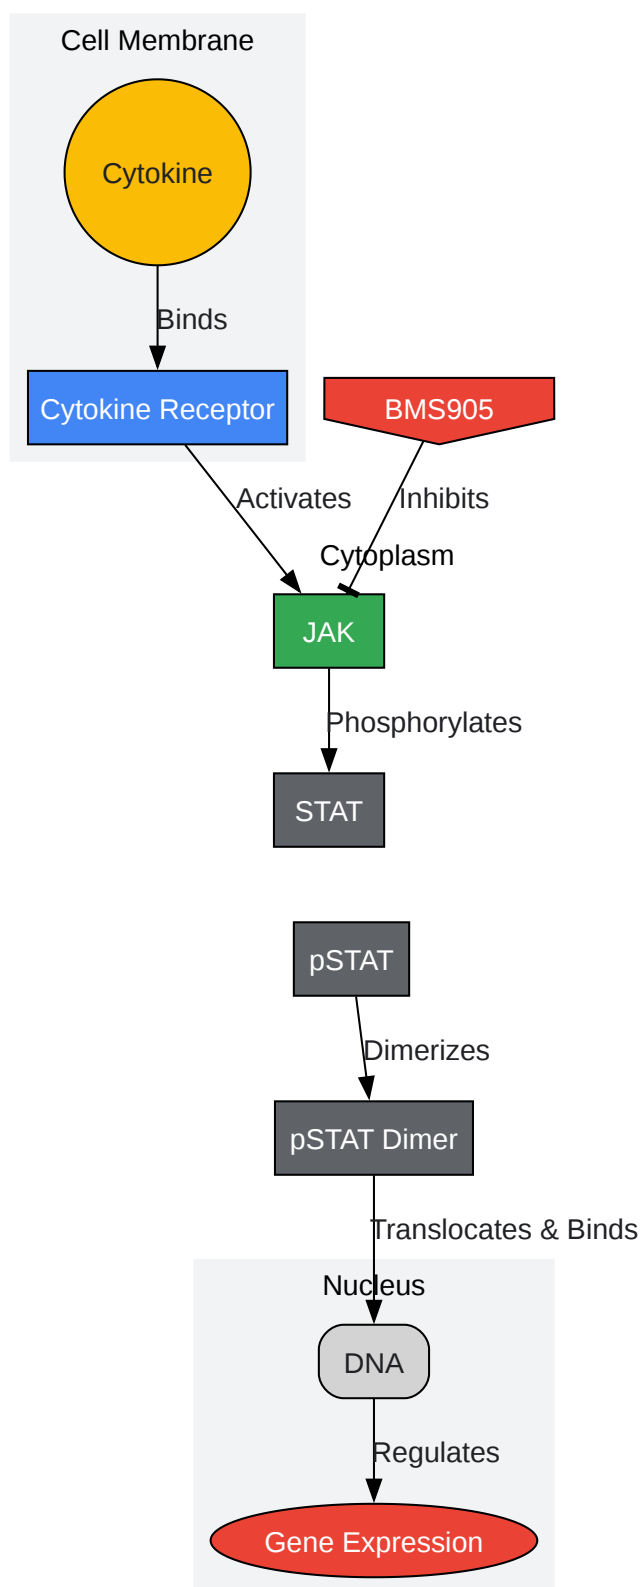 Cell Membrane
Cytokine
Binds
Cytokine Receptor
BMS905
Activates
Inhibits
Cytoplasm
JAK
Phosphorylates
STAT
pSTAT
Dimerizes
pSTAT Dimer
Translocates & Binds
Nucleus
DNA
Regulates
Gene Expression